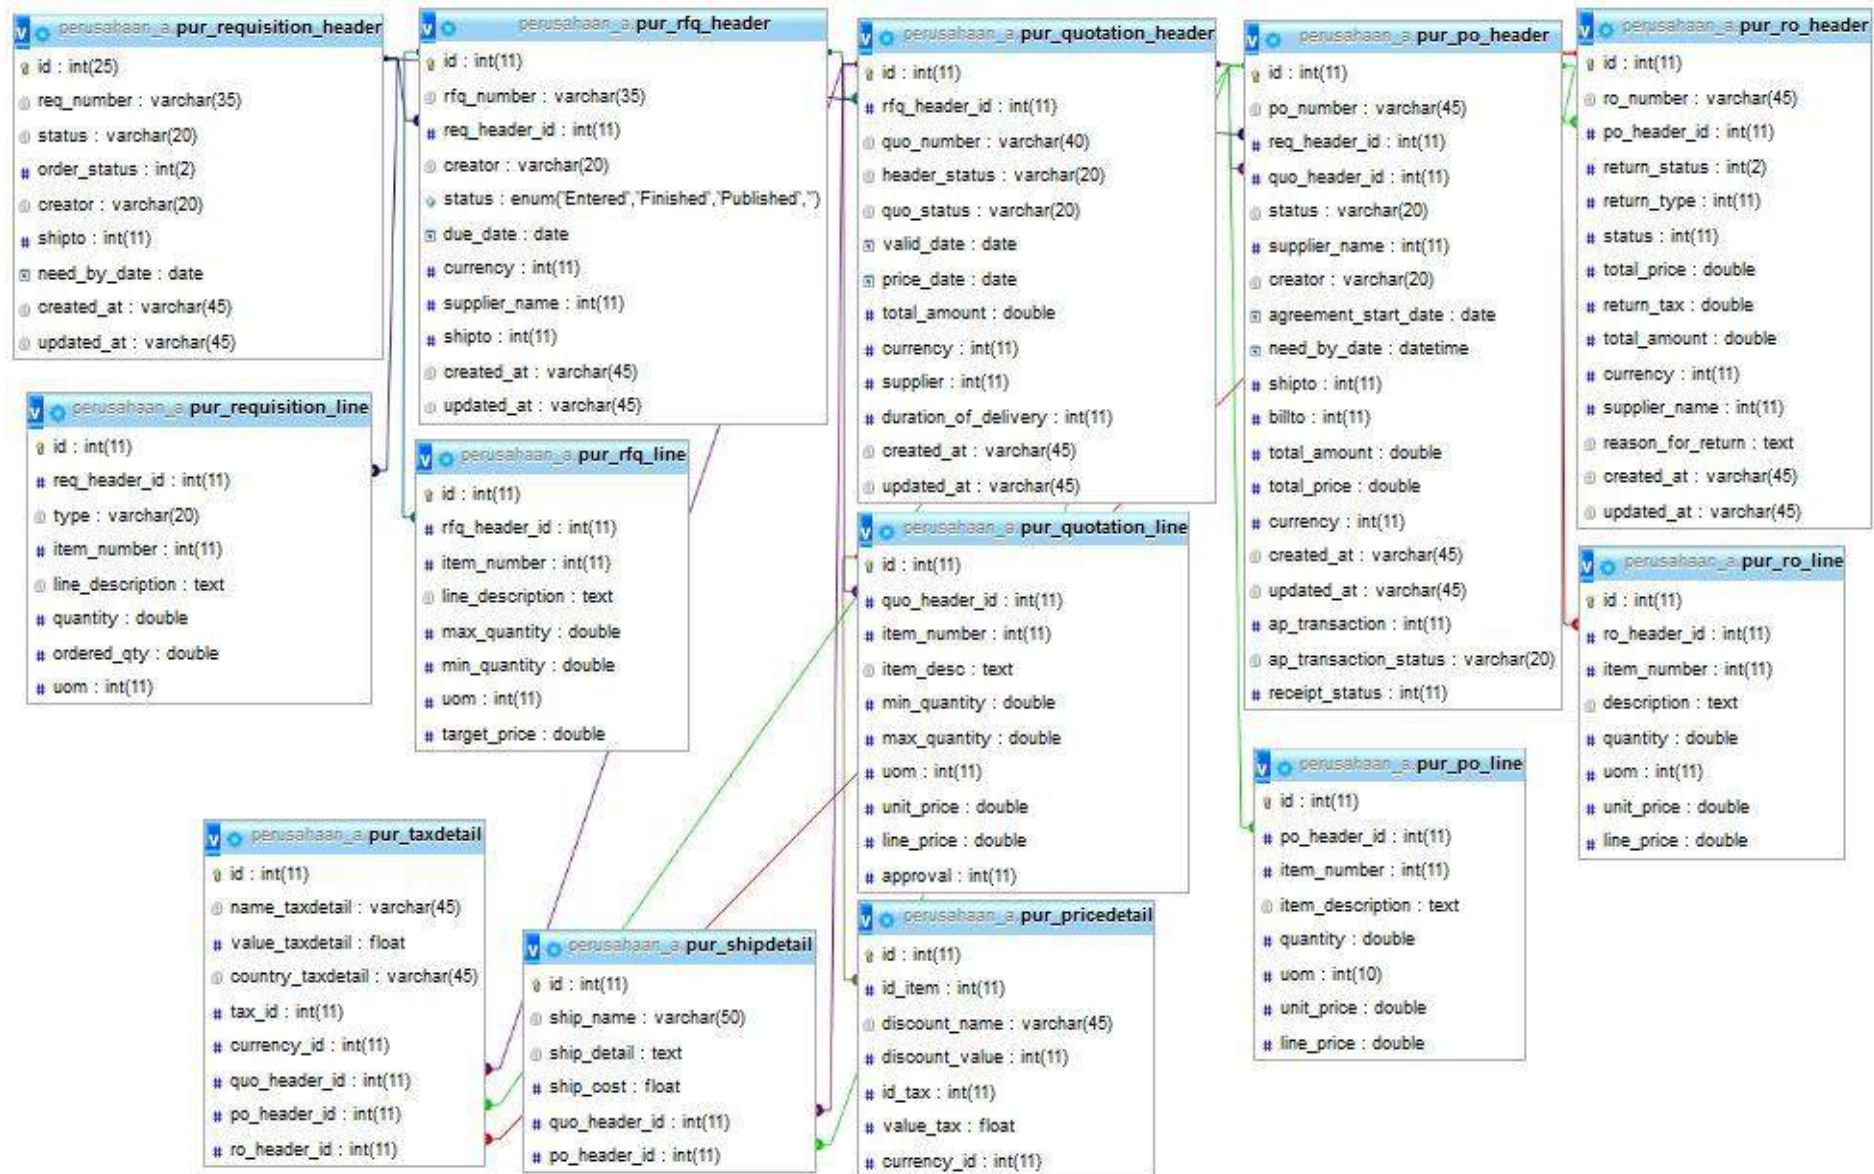 perusahaan_a.pur_requisition_header
id : int(25)
req_number : varchar(35)
status : varchar(20)
order_status : int(2)
creator : varchar(20)
shipto : int(11)
need_by_date : date
created_at : varchar(45)
updated_at : varchar(45)
perusahaan_a.pur_requisition_line
id : int(11)
req_header_id : int(11)
type : varchar(20)
item_number : int(11)
line_description : text
quantity : double
ordered_qty : double
uom : int(11)
perusahaan_a.pur_rfq_header
id : int(11)
rfq_number : varchar(35)
req_header_id : int(11)
creator : varchar(20)
status : enum('Entered','Finished','Published','')
due_date : date
currency : int(11)
supplier_name : int(11)
shipto : int(11)
created_at : varchar(45)
updated_at : varchar(45)
perusahaan_a.pur_rfq_line
id : int(11)
rfq_header_id : int(11)
item_number : int(11)
line_description : text
max_quantity : double
min_quantity : double
uom : int(11)
target_price : double
perusahaan_a.pur_quotation_header
id : int(11)
rfq_header_id : int(11)
quo_number : varchar(40)
header_status : varchar(20)
quo_status : varchar(20)
valid_date : date
price_date : date
total_amount : double
currency : int(11)
supplier : int(11)
duration_of_delivery : int(11)
created_at : varchar(45)
updated_at : varchar(45)
perusahaan_a.pur_quotation_line
id : int(11)
quo_header_id : int(11)
item_number : int(11)
item_desc : text
min_quantity : double
max_quantity : double
uom : int(11)
unit_price : double
line_price : double
approval : int(11)
perusahaan_a.pur_po_header
id : int(11)
po_number : varchar(45)
req_header_id : int(11)
quo_header_id : int(11)
status : varchar(20)
supplier_name : int(11)
creator : varchar(20)
agreement_start_date : date
need_by_date : datetime
shipto : int(11)
billto : int(11)
total_amount : double
total_price : double
currency : int(11)
created_at : varchar(45)
updated_at : varchar(45)
ap_transaction : int(11)
ap_transaction_status : varchar(20)
receipt_status : int(11)
perusahaan_a.pur_ro_header
id : int(11)
ro_number : varchar(45)
po_header_id : int(11)
return_status : int(2)
return_type : int(11)
status : int(11)
total_price : double
return_tax : double
total_amount : double
currency : int(11)
supplier_name : int(11)
reason_for_return : text
created_at : varchar(45)
updated_at : varchar(45)
perusahaan_a.pur_ro_line
id : int(11)
ro_header_id : int(11)
item_number : int(11)
description : text
quantity : double
uom : int(11)
unit_price : double
line_price : double
perusahaan_a.pur_po_line
id : int(11)
po_header_id : int(11)
item_number : int(11)
item_description : text
quantity : double
uom : int(10)
unit_price : double
line_price : double
perusahaan_a.pur_taxdetail
id : int(11)
name_taxdetail : varchar(45)
value_taxdetail : float
country_taxdetail : varchar(45)
tax_id : int(11)
currency_id : int(11)
quo_header_id : int(11)
po_header_id : int(11)
ro_header_id : int(11)
perusahaan_a.pur_shipdetail
id : int(11)
ship_name : varchar(50)
ship_detail : text
ship_cost : float
quo_header_id : int(11)
po_header_id : int(11)
perusahaan_a.pur_pricedetail
id : int(11)
id_item : int(11)
discount_name : varchar(45)
discount_value : int(11)
id_tax : int(11)
value_tax : float
currency_id : int(11)